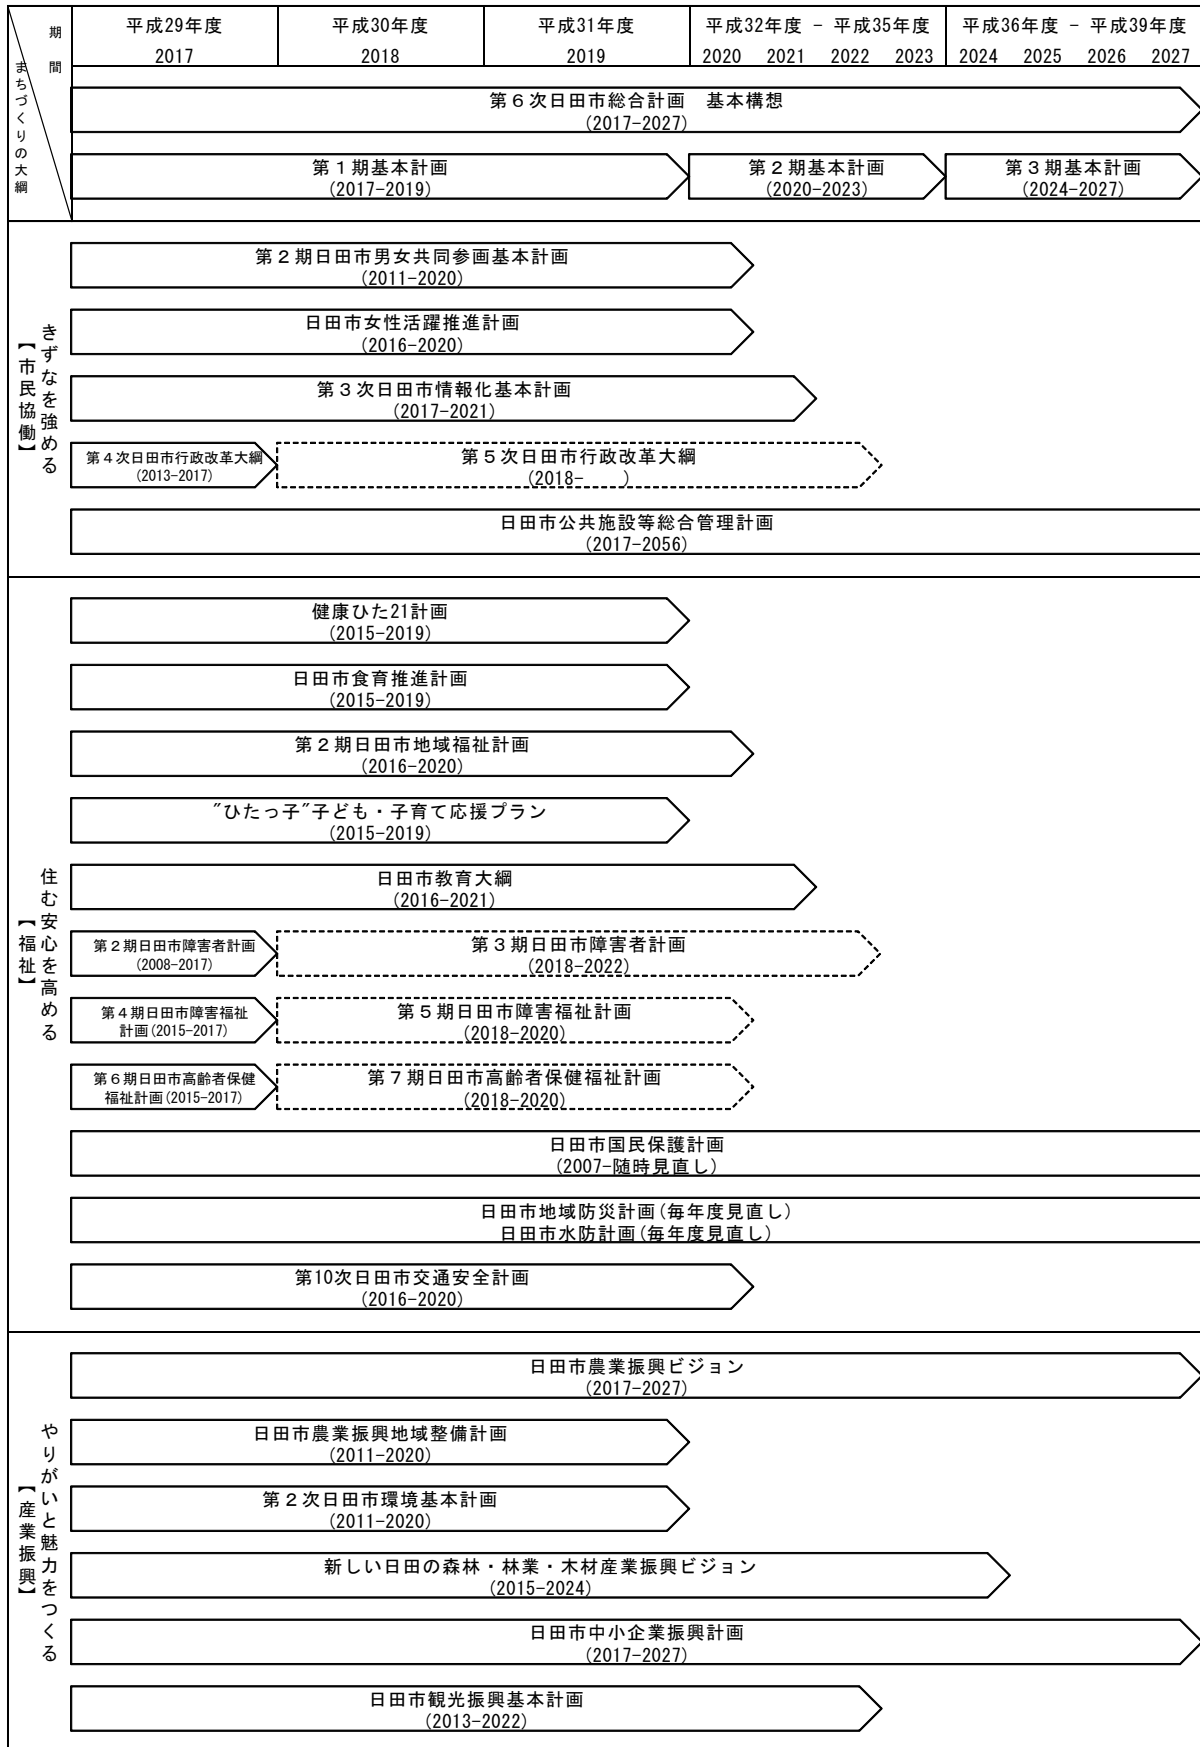 期間
まちづくりの大綱
平成29年度 平成30年度 平成31年度 平成32年度 － 平成35年度 平成36年度 － 平成39年度
2017 2018 2019 2020 2021 2022 2023 2024 2025 2026 2027
第６次日田市総合計画　基本構想
(2017-2027)
第１期基本計画
(2017-2019)
第２期基本計画
(2020-2023)
第３期基本計画
(2024-2027)
きずなを強める
【市民協働】
第２期日田市男女共同参画基本計画
(2011-2020)
日田市女性活躍推進計画
(2016-2020)
第３次日田市情報化基本計画
(2017-2021)
第４次日田市行政改革大綱
(2013-2017)
第５次日田市行政改革大綱
(2018-　　)
日田市公共施設等総合管理計画
(2017-2056)
住む安心を高める
【福祉】
健康ひた21計画
(2015-2019)
日田市食育推進計画
(2015-2019)
第２期日田市地域福祉計画
(2016-2020)
”ひたっ子”子ども・子育て応援プラン
(2015-2019)
日田市教育大綱
(2016-2021)
第２期日田市障害者計画
(2008-2017)
第３期日田市障害者計画
(2018-2022)
第４期日田市障害福祉
計画(2015-2017)
第５期日田市障害福祉計画
(2018-2020)
第６期日田市高齢者保健
福祉計画(2015-2017)
第７期日田市高齢者保健福祉計画
(2018-2020)
日田市国民保護計画
(2007-随時見直し)
日田市地域防災計画(毎年度見直し)
日田市水防計画(毎年度見直し)
第10次日田市交通安全計画
(2016-2020)
やりがいと魅力をつくる
【産業振興】
日田市農業振興ビジョン
(2017-2027)
日田市農業振興地域整備計画
(2011-2020)
第２次日田市環境基本計画
(2011-2020)
新しい日田の森林・林業・木材産業振興ビジョン
(2015-2024)
日田市中小企業振興計画
(2017-2027)
日田市観光振興基本計画
(2013-2022)